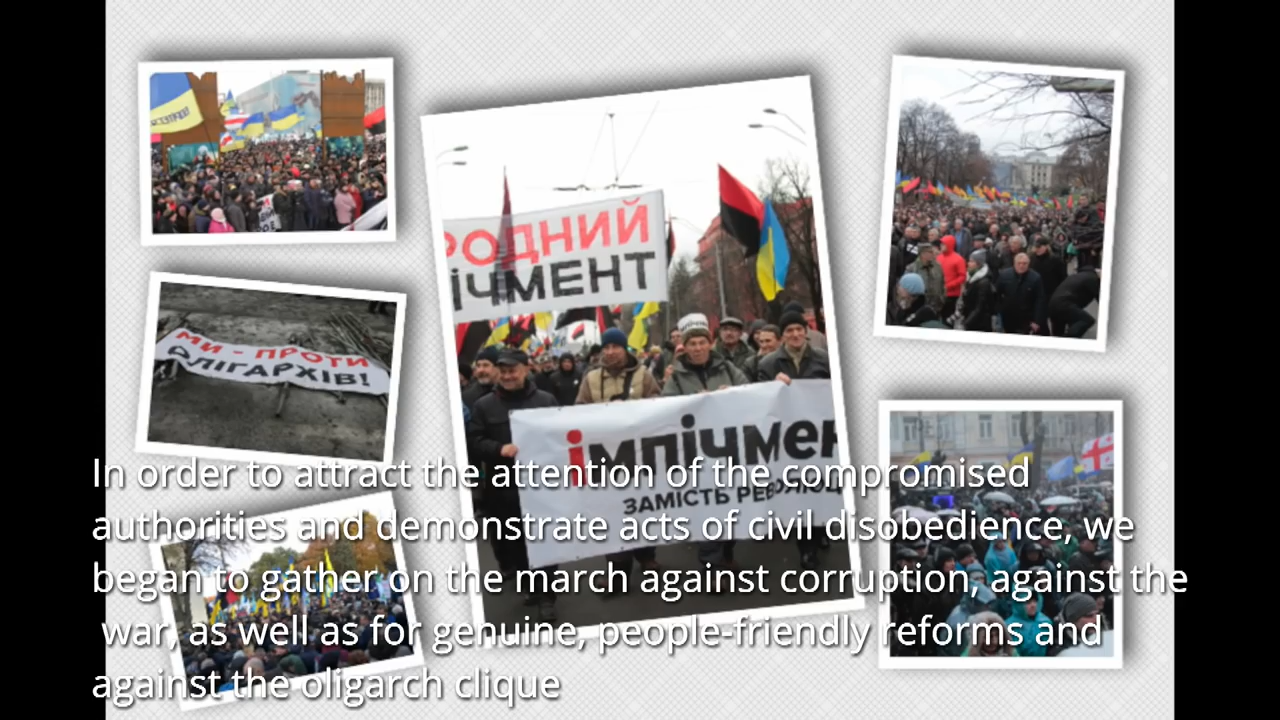 РОДНИЙ
ІЧМЕНТ
МИ - ПРОТИ
ОЛІГАРХІВ!
імпічмен
ЗАМІСТЬ РЕВОЛЮЦ
In order to attract the attention of the compromised
authorities and demonstrate acts of civil disobedience, we
began to gather on the march against corruption, against the
war, as well as for genuine, people-friendly reforms and
against the oligarch clique